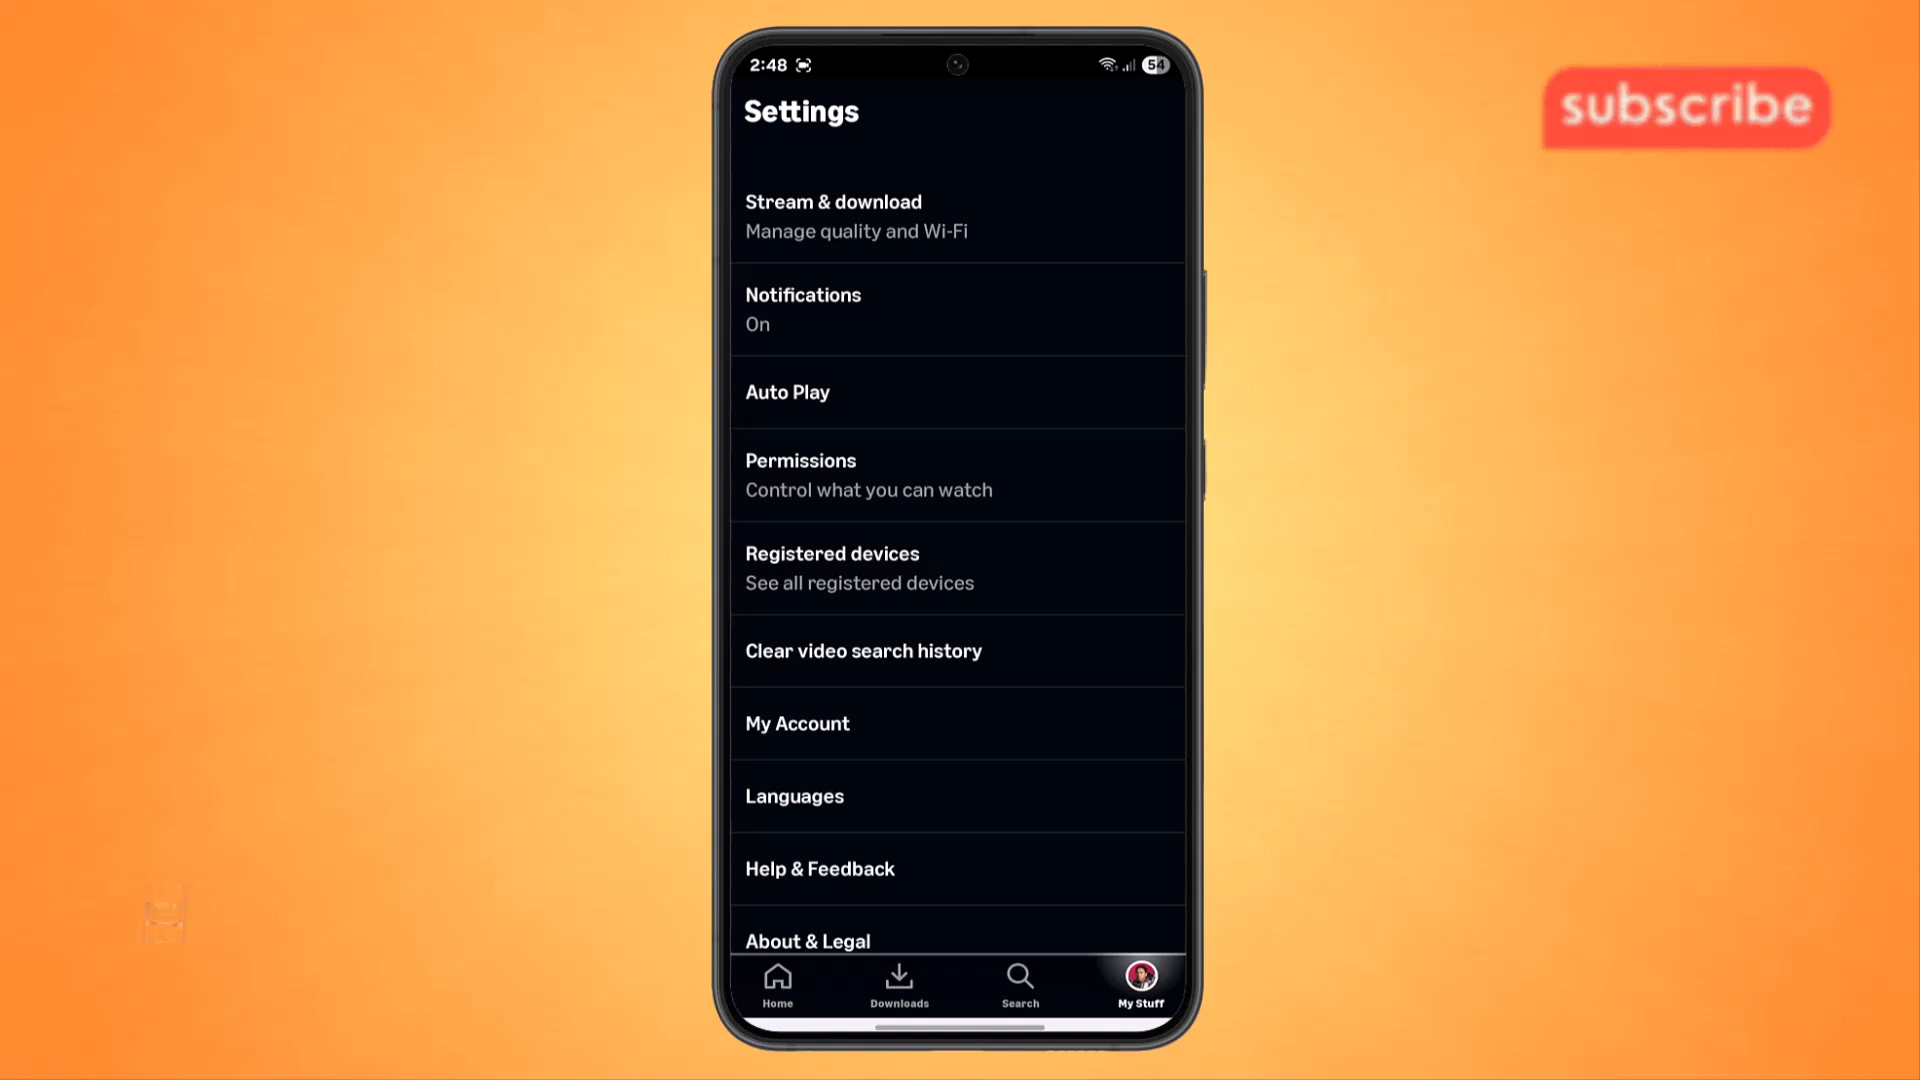 2:48
54
Settings
subscribe
Stream & download
Manage quality and Wi-Fi
Notifications
On
Auto Play
Permissions
Control what you can watch
Registered devices
See all registered devices
Clear video search history
My Account
Languages
Help & Feedback
About & Legal
Home
Downloads
Search
My Stuff